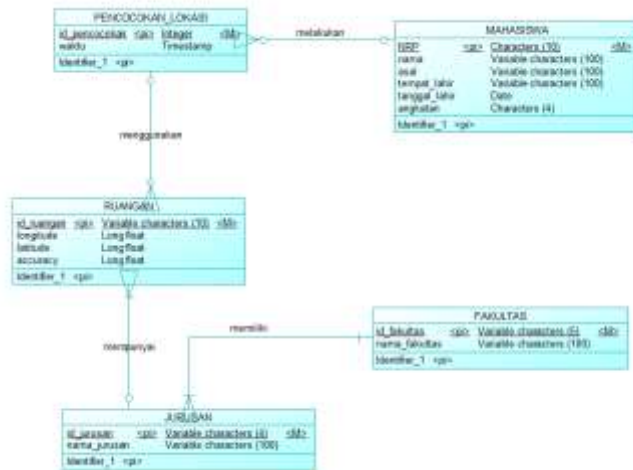 PENCOCOKAN_LOKASI
id_pencocokan <pi> Integer <M>
waktu Timestamp
Identifier_1 <pi>
melakukan
MAHASISWA
NRP <pi> Characters (10) <M>
nama Variable characters (100)
asal Variable characters (100)
tempat_lahir Variable characters (100)
tanggal_lahir Date
angkatan Characters (4)
Identifier_1 <pi>
menggunakan
RUANGAN
id_ruangan <pi> Variable characters (10) <M>
longitude Long float
latitude Long float
accuracy Long float
Identifier_1 <pi>
mempunyai
memiliki
FAKULTAS
id_fakultas <pi> Variable characters (5) <M>
nama_fakultas Variable characters (100)
Identifier_1 <pi>
JURUSAN
id_jurusan <pi> Variable characters (4) <M>
nama_jurusan Variable characters (100)
Identifier_1 <pi>